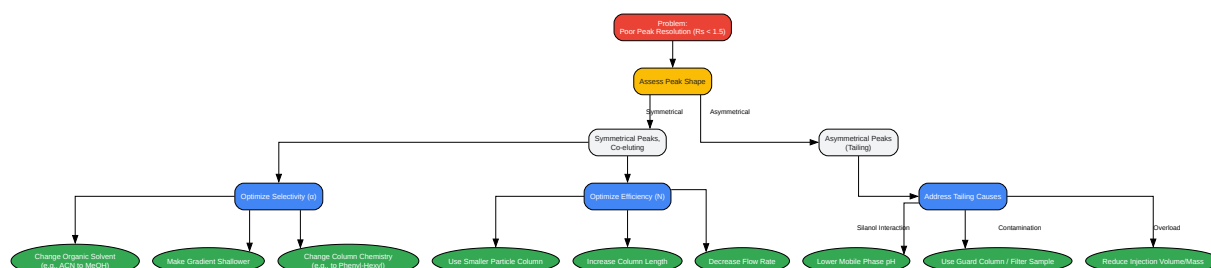 Problem:
Poor Peak Resolution (Rs < 1.5)
Assess Peak Shape
Symmetrical
Asymmetrical
Symmetrical Peaks,
Co-eluting
Asymmetrical Peaks
(Tailing)
Optimize Selectivity (α)
Optimize Efficiency (N)
Address Tailing Causes
Silanol Interaction
Contamination
Overload
Change Organic Solvent
(e.g., ACN to MeOH)
Make Gradient Shallower
Change Column Chemistry
(e.g., to Phenyl-Hexyl)
Use Smaller Particle Column
Increase Column Length
Decrease Flow Rate
Lower Mobile Phase pH
Use Guard Column / Filter Sample
Reduce Injection Volume/Mass